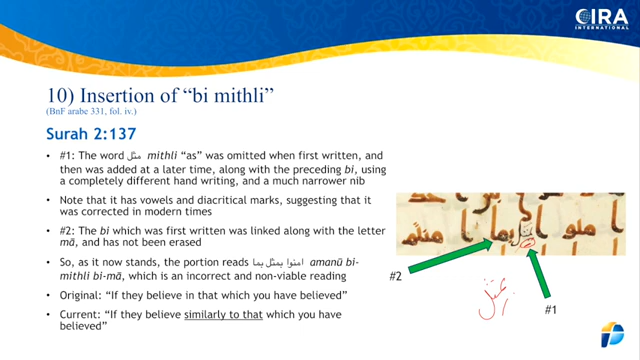 CIRA
INTERNATIONAL
10) Insertion of “bi mithli”
(BnF arabe 331, fol. iv.)
Surah 2:137
• #1: The word مثل mithli “as” was omitted when first written, and
then was added at a later time, along with the preceding bi, using
a completely different hand writing, and a much narrower nib
• Note that it has vowels and diacritical marks, suggesting that it
was corrected in modern times
• #2: The bi which was first written was linked along with the letter
mā, and has not been erased
• So, as it now stands, the portion reads امنوا بمثل بما amanū bi-
mithli bi-mā, which is an incorrect and non-viable reading
• Original: “If they believe in that which you have believed”
• Current: “If they believe similarly to that which you have
believed”
ا منو ا بمثل بما ا منتم
#2
بمثل
#1